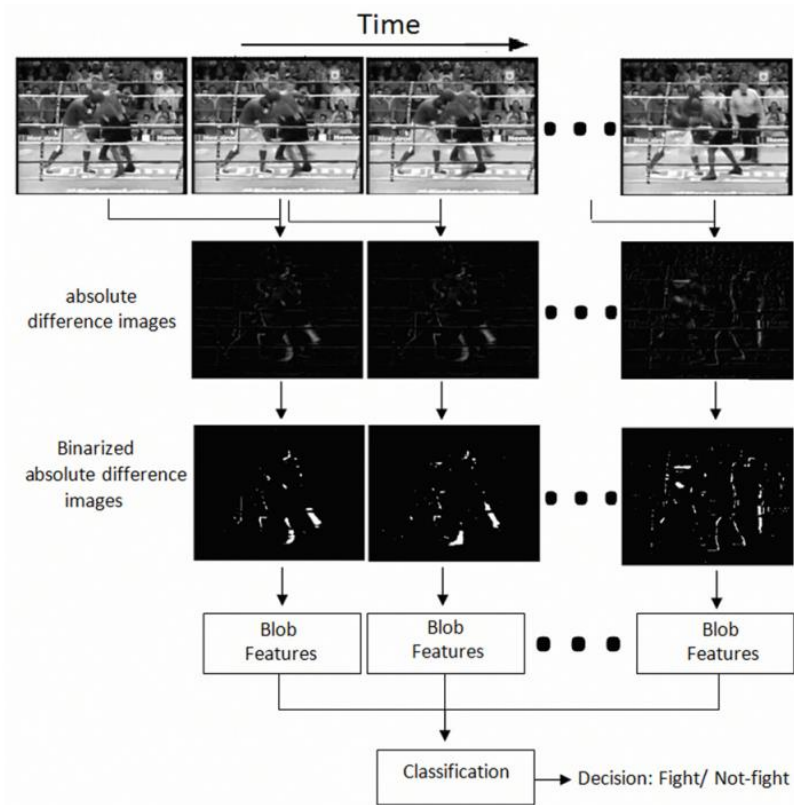 Time
absolute
difference images
Binarized
absolute difference
images
Blob
Features
Blob
Features
Blob
Features
Classification
Decision: Fight/ Not-fight